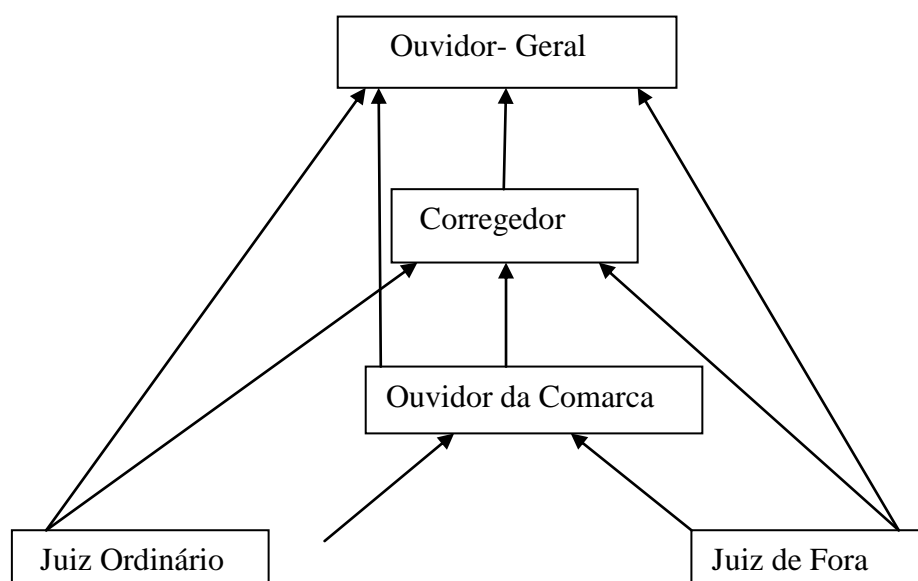 Ouvidor- Geral
Corregedor
Ouvidor da Comarca
Juiz Ordinário
Juiz de Fora